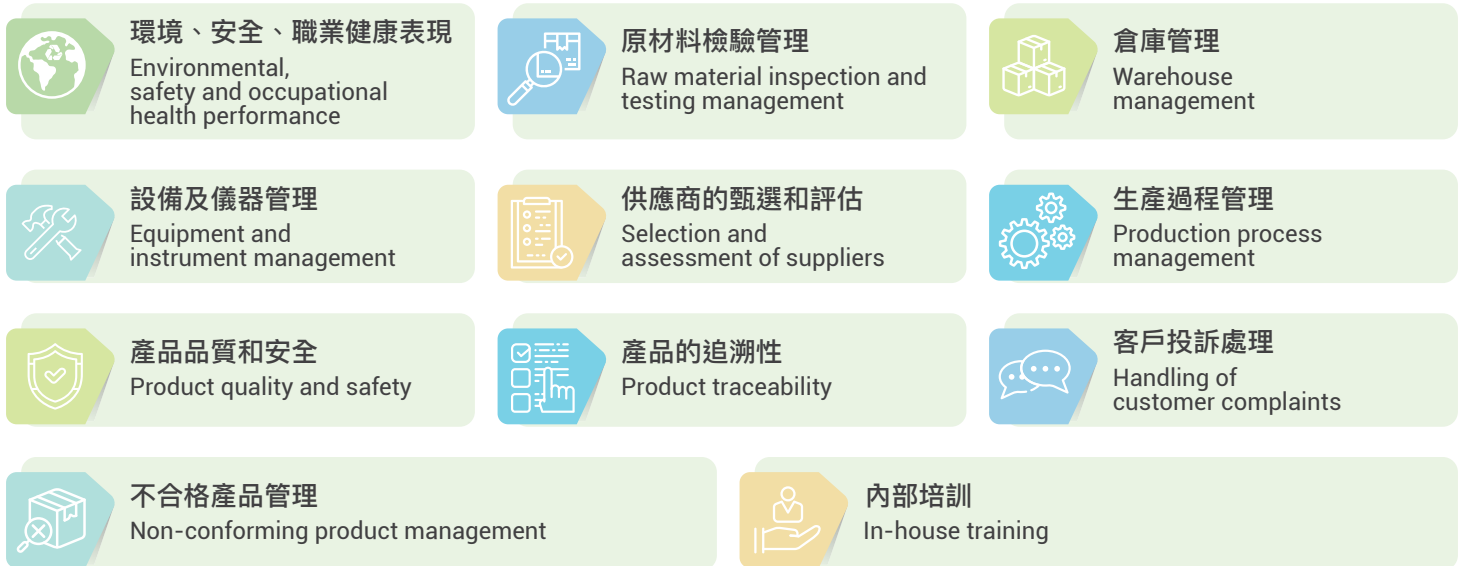 環境、安全、職業健康表現
Environmental,
safety and occupational
health performance
原材料檢驗管理
Raw material inspection and
testing management
倉庫管理
Warehouse
management
設備及儀器管理
Equipment and
instrument management
供應商的甄選和評估
Selection and
assessment of suppliers
生產過程管理
Production process
management
產品品質和安全
Product quality and safety
產品的追溯性
Product traceability
客戶投訴處理
Handling of
customer complaints
不合格產品管理
Non-conforming product management
內部培訓
In-house training